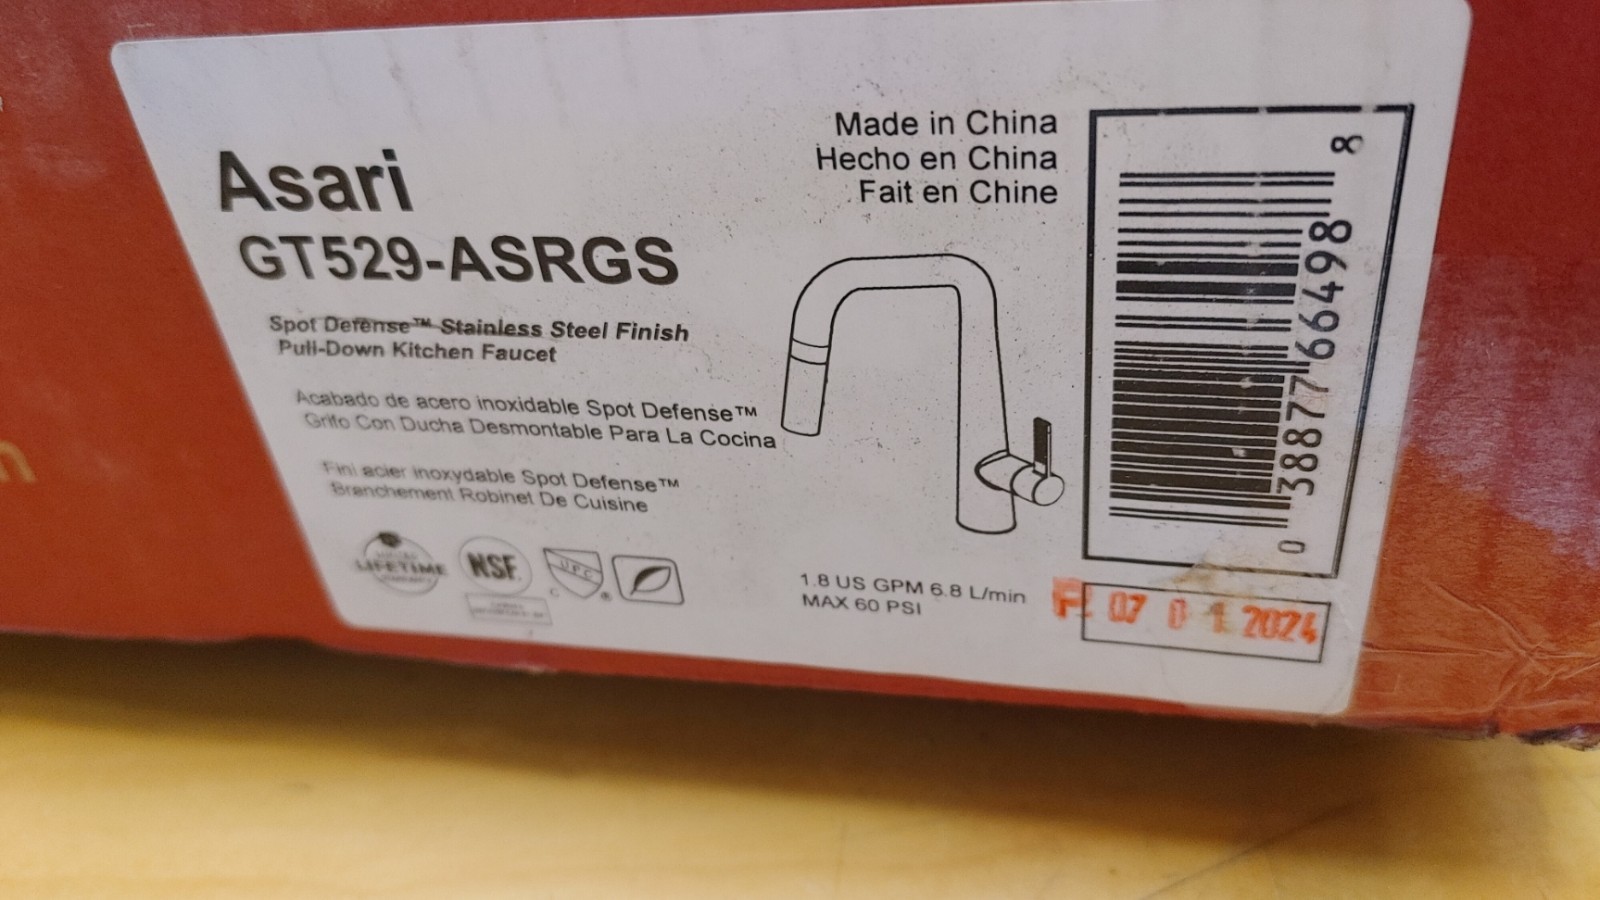 Asari
GT529-ASRGS
Spot Defense™ Stainless Steel Finish
Pull-Down Kitchen Faucet
Acabado de acero inoxidable Spot Defense™
Grifo Con Ducha Desmontable Para La Cocina
Fini acier inoxydable Spot Defense™
Branchement Robinet De Cuisine
LIFETIME
NSF
UPC
C
®
Made in China
Hecho en China
Fait en Chine
1.8 US GPM 6.8 L/min
MAX 60 PSI
0 38877 66498 8
07 01 2024